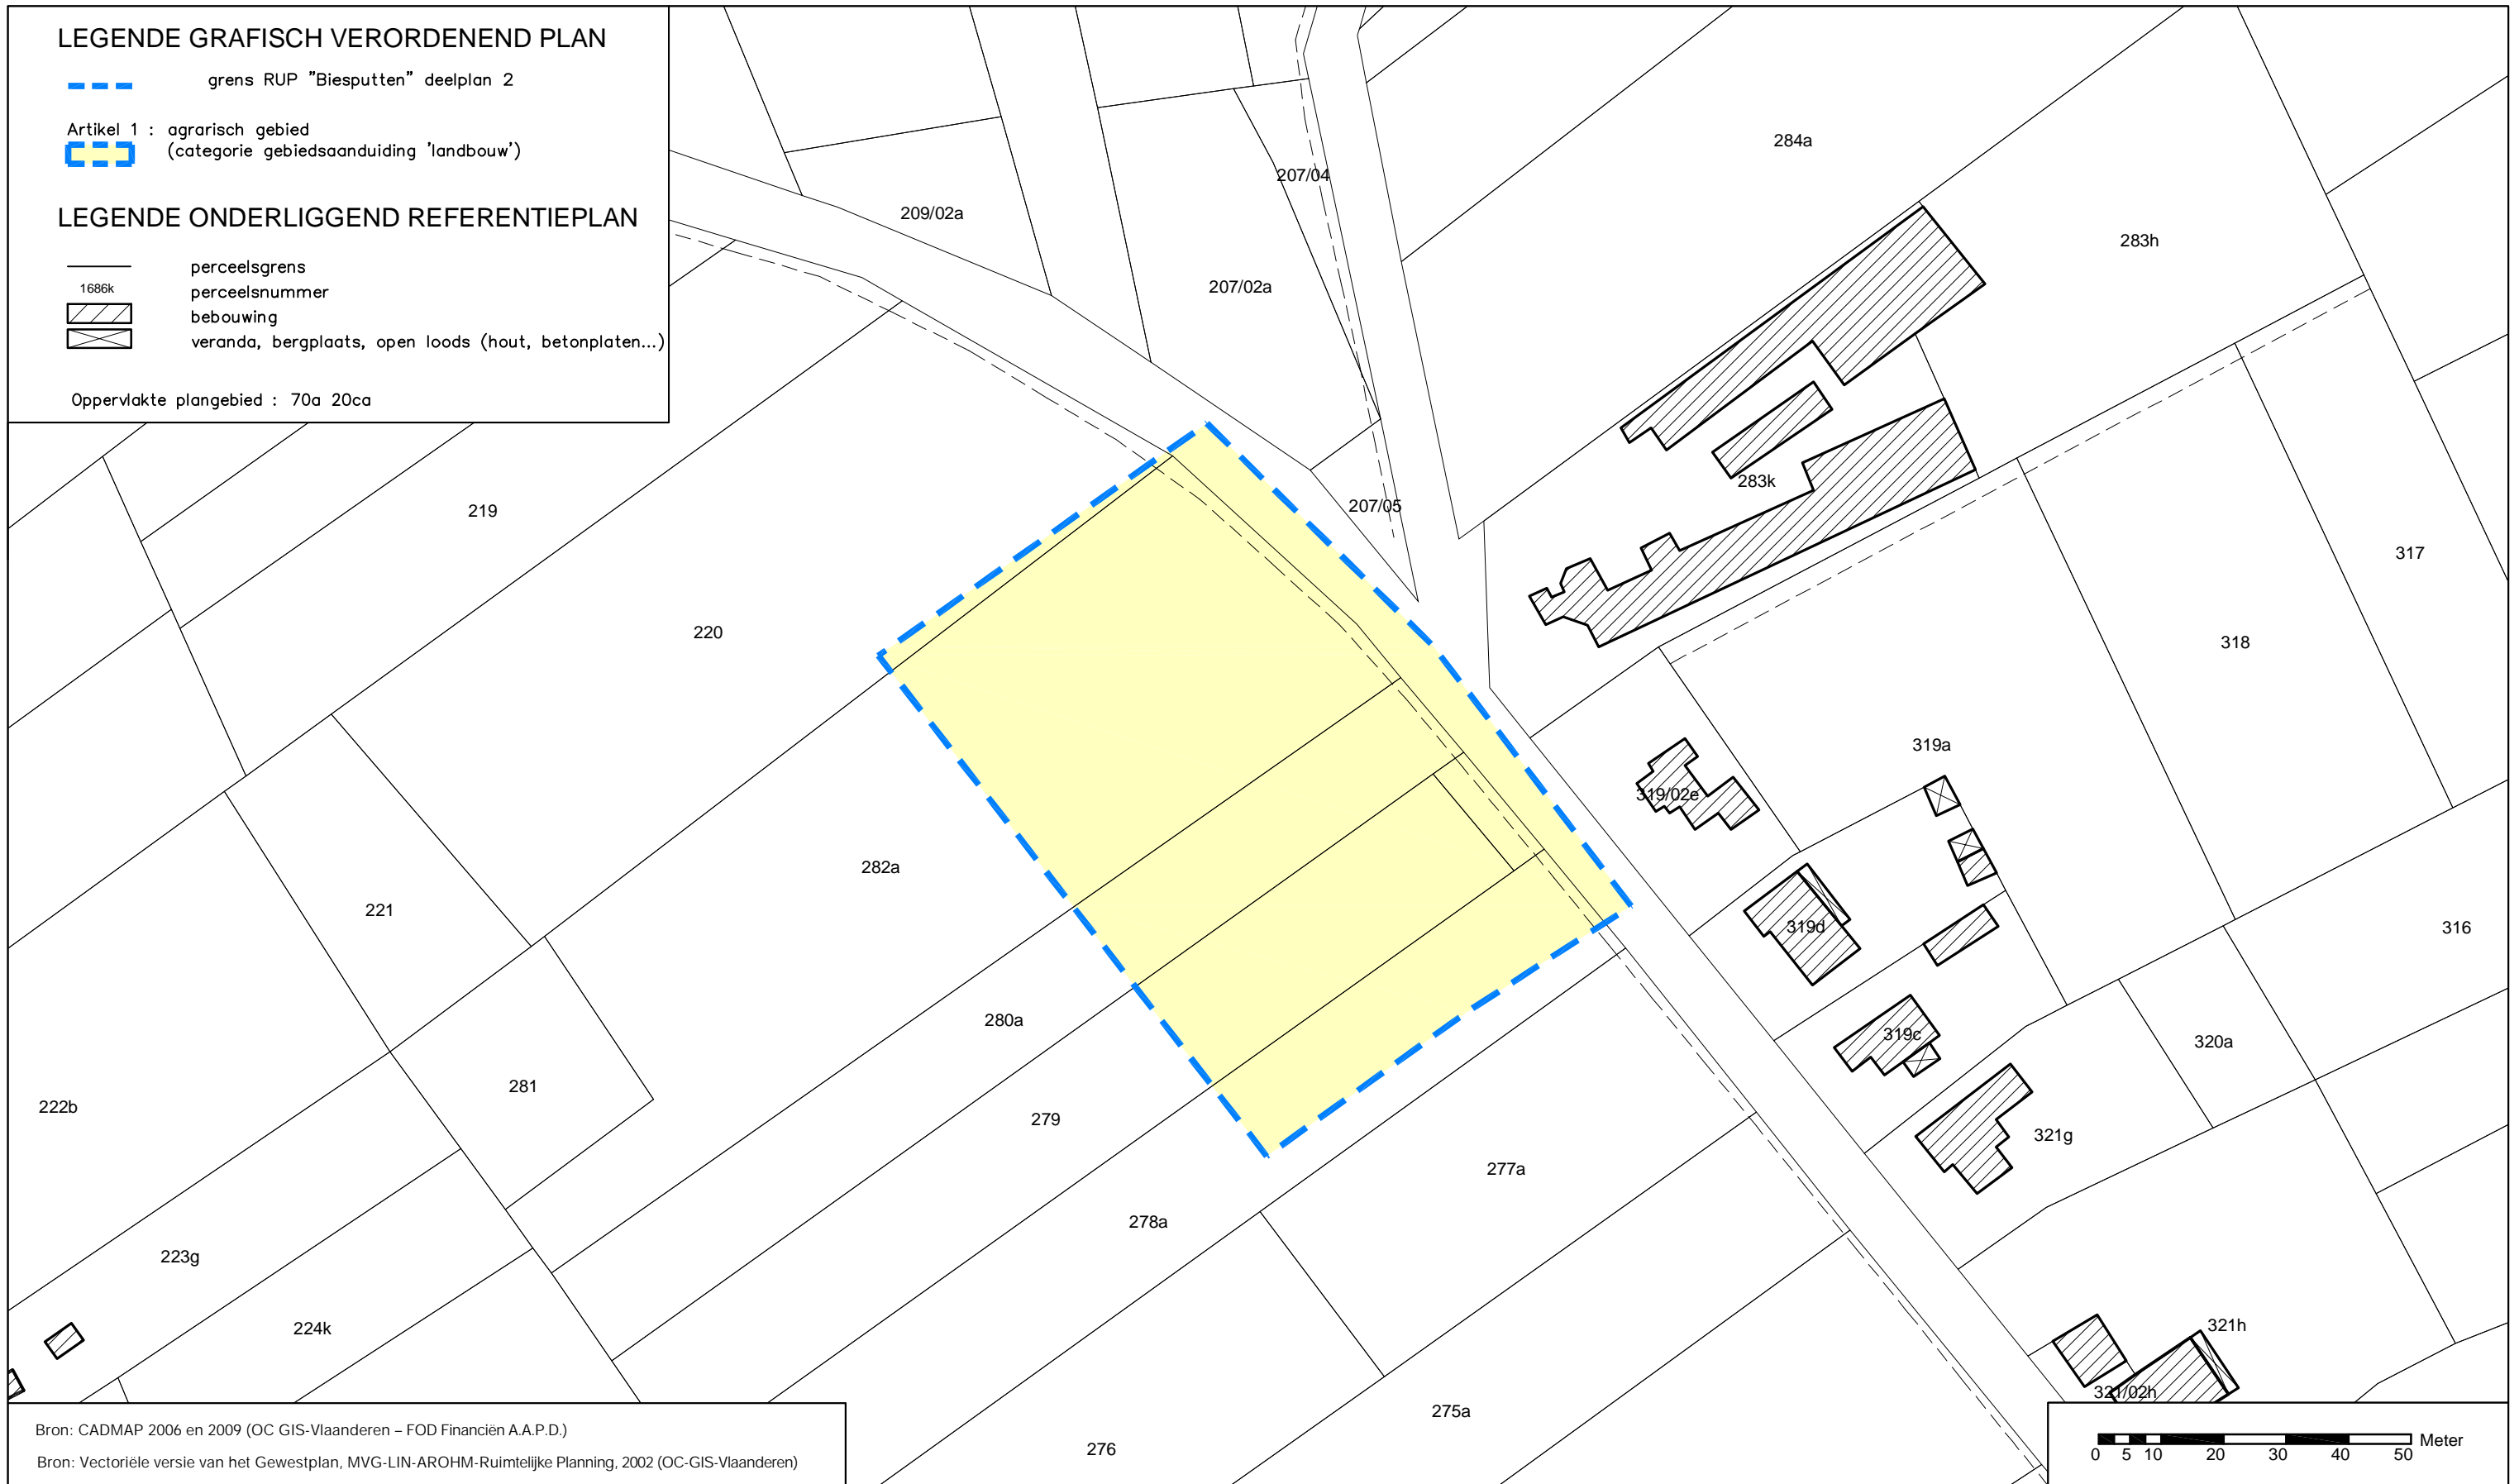 LEGENDE GRAFISCH VERORDENEND PLAN
grens RUP "Biesputten" deelplan 2
Artikel 1 : agrarisch gebied
(categorie gebiedsaanduiding 'landbouw')
LEGENDE ONDERLIGGEND REFERENTIEPLAN
perceelsgrens
1686k perceelsnummer
bebouwing
veranda, bergplaats, open loods (hout, betonplaten...)
Oppervlakte plangebied : 70a 20ca
284a
207/04
209/02a
283h
207/02a
283k
207/05
219
317
220
318
319a
319/02e
282a
221
319d
316
280a
319c
320a
281
222b
279
321g
277a
278a
223g
321h
224k
321/02h
275a
276
Bron: CADMAP 2006 en 2009 (OC GIS-Vlaanderen – FOD Financiën A.A.P.D.)
Bron: Vectoriële versie van het Gewestplan, MVG-LIN-AROHM-Ruimtelijke Planning, 2002 (OC-GIS-Vlaanderen)
Meter
0 5 10 20 30 40 50